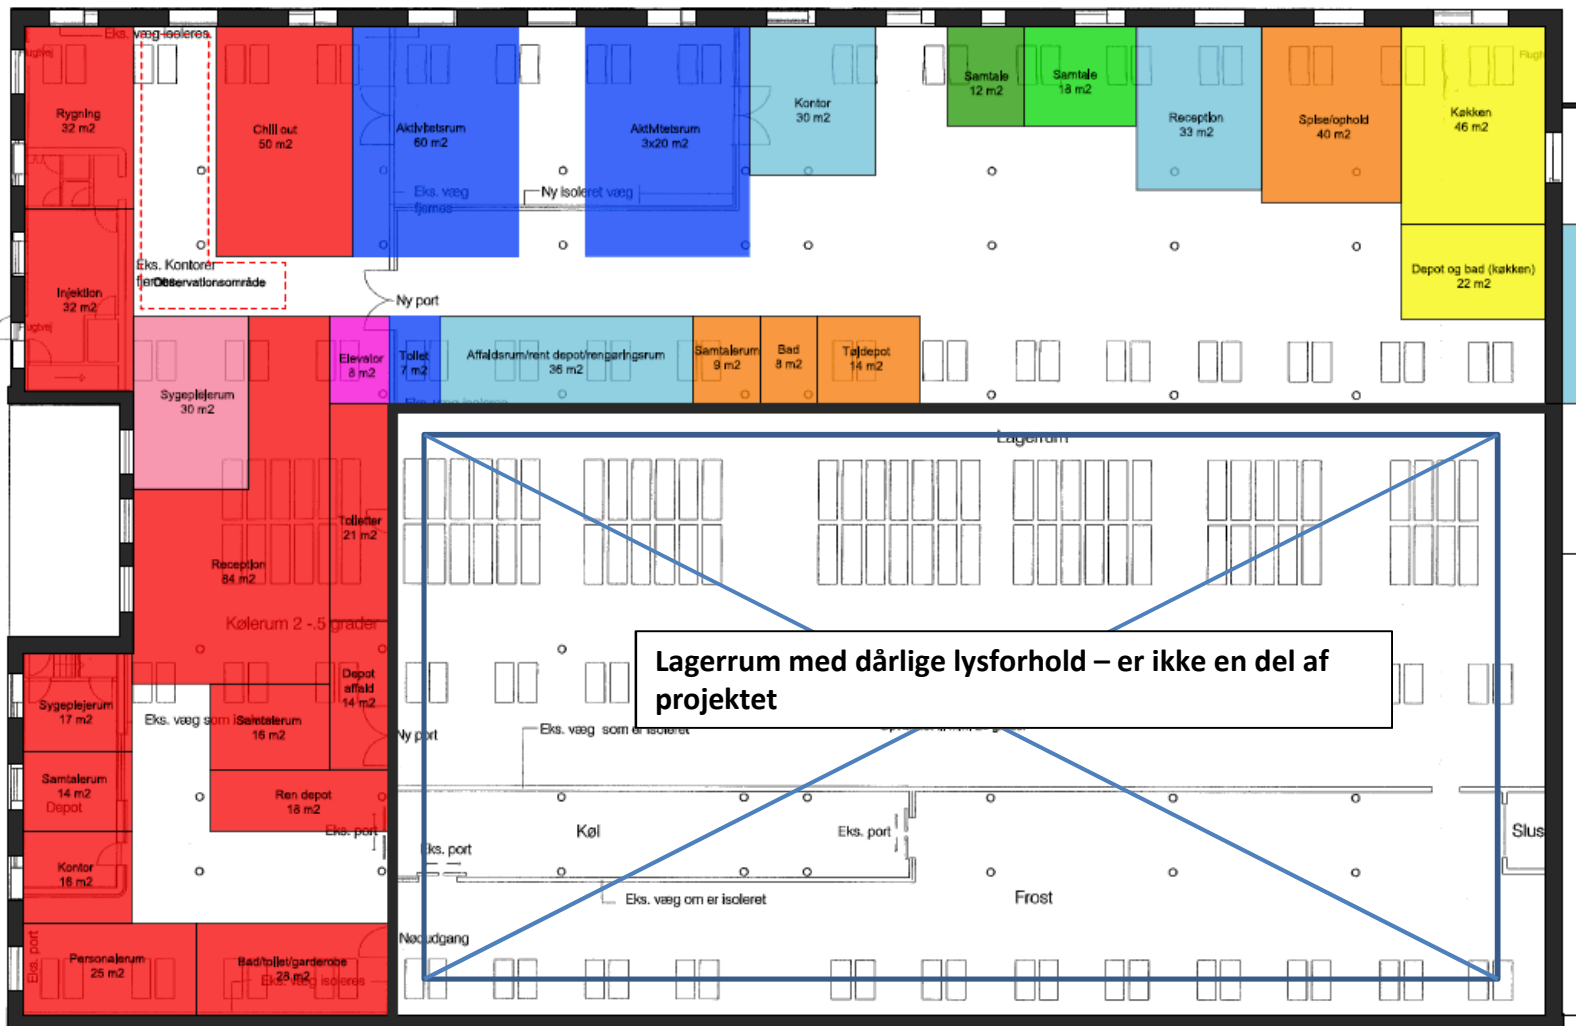 Eks. væg isoleres
Flugtvej
Rygning
32 m2
Chill out
50 m2
Aktivitetsrum
60 m2
Aktivitetsrum
3x20 m2
Kontor
30 m2
Samtale
12 m2
Samtale
18 m2
Reception
33 m2
Spise/ophold
40 m2
Køkken
46 m2
Eks. væg
fjernes
Ny isoleret væg
Injektion
32 m2
Eks. Kontorer
Observationsområde
Depot og bad (køkken)
22 m2
Ny port
Flugtvej
Sygeplejerum
30 m2
Elevator
8 m2
Toilet
7 m2
Affaldsrum/rent depot/rengøringsrum
36 m2
Samtalerum
9 m2
Bad
8 m2
Tøjdepot
14 m2
Eks. væg isoleres
Lagerrum
Toiletter
21 m2
Reception
84 m2
Kølerum 2 -.5 grader
Lagerrum med dårlige lysforhold – er ikke en del af
projektet
Depot
affald
14 m2
Sygeplejerum
17 m2
Eks. væg som
Samtalerum
16 m2
Ny port
Eks. væg som er isoleret
Samtalerum
14 m2
Depot
Ren depot
18 m2
Eks. port
Køl
Eks. port
Eks. port
Slus
Kontor
16 m2
Eks. væg om er isoleret
Frost
Nødudgang
Eks. port
Personalerum
25 m2
Bad/toilet/garderobe
28 m2
Eks. væg isoleres